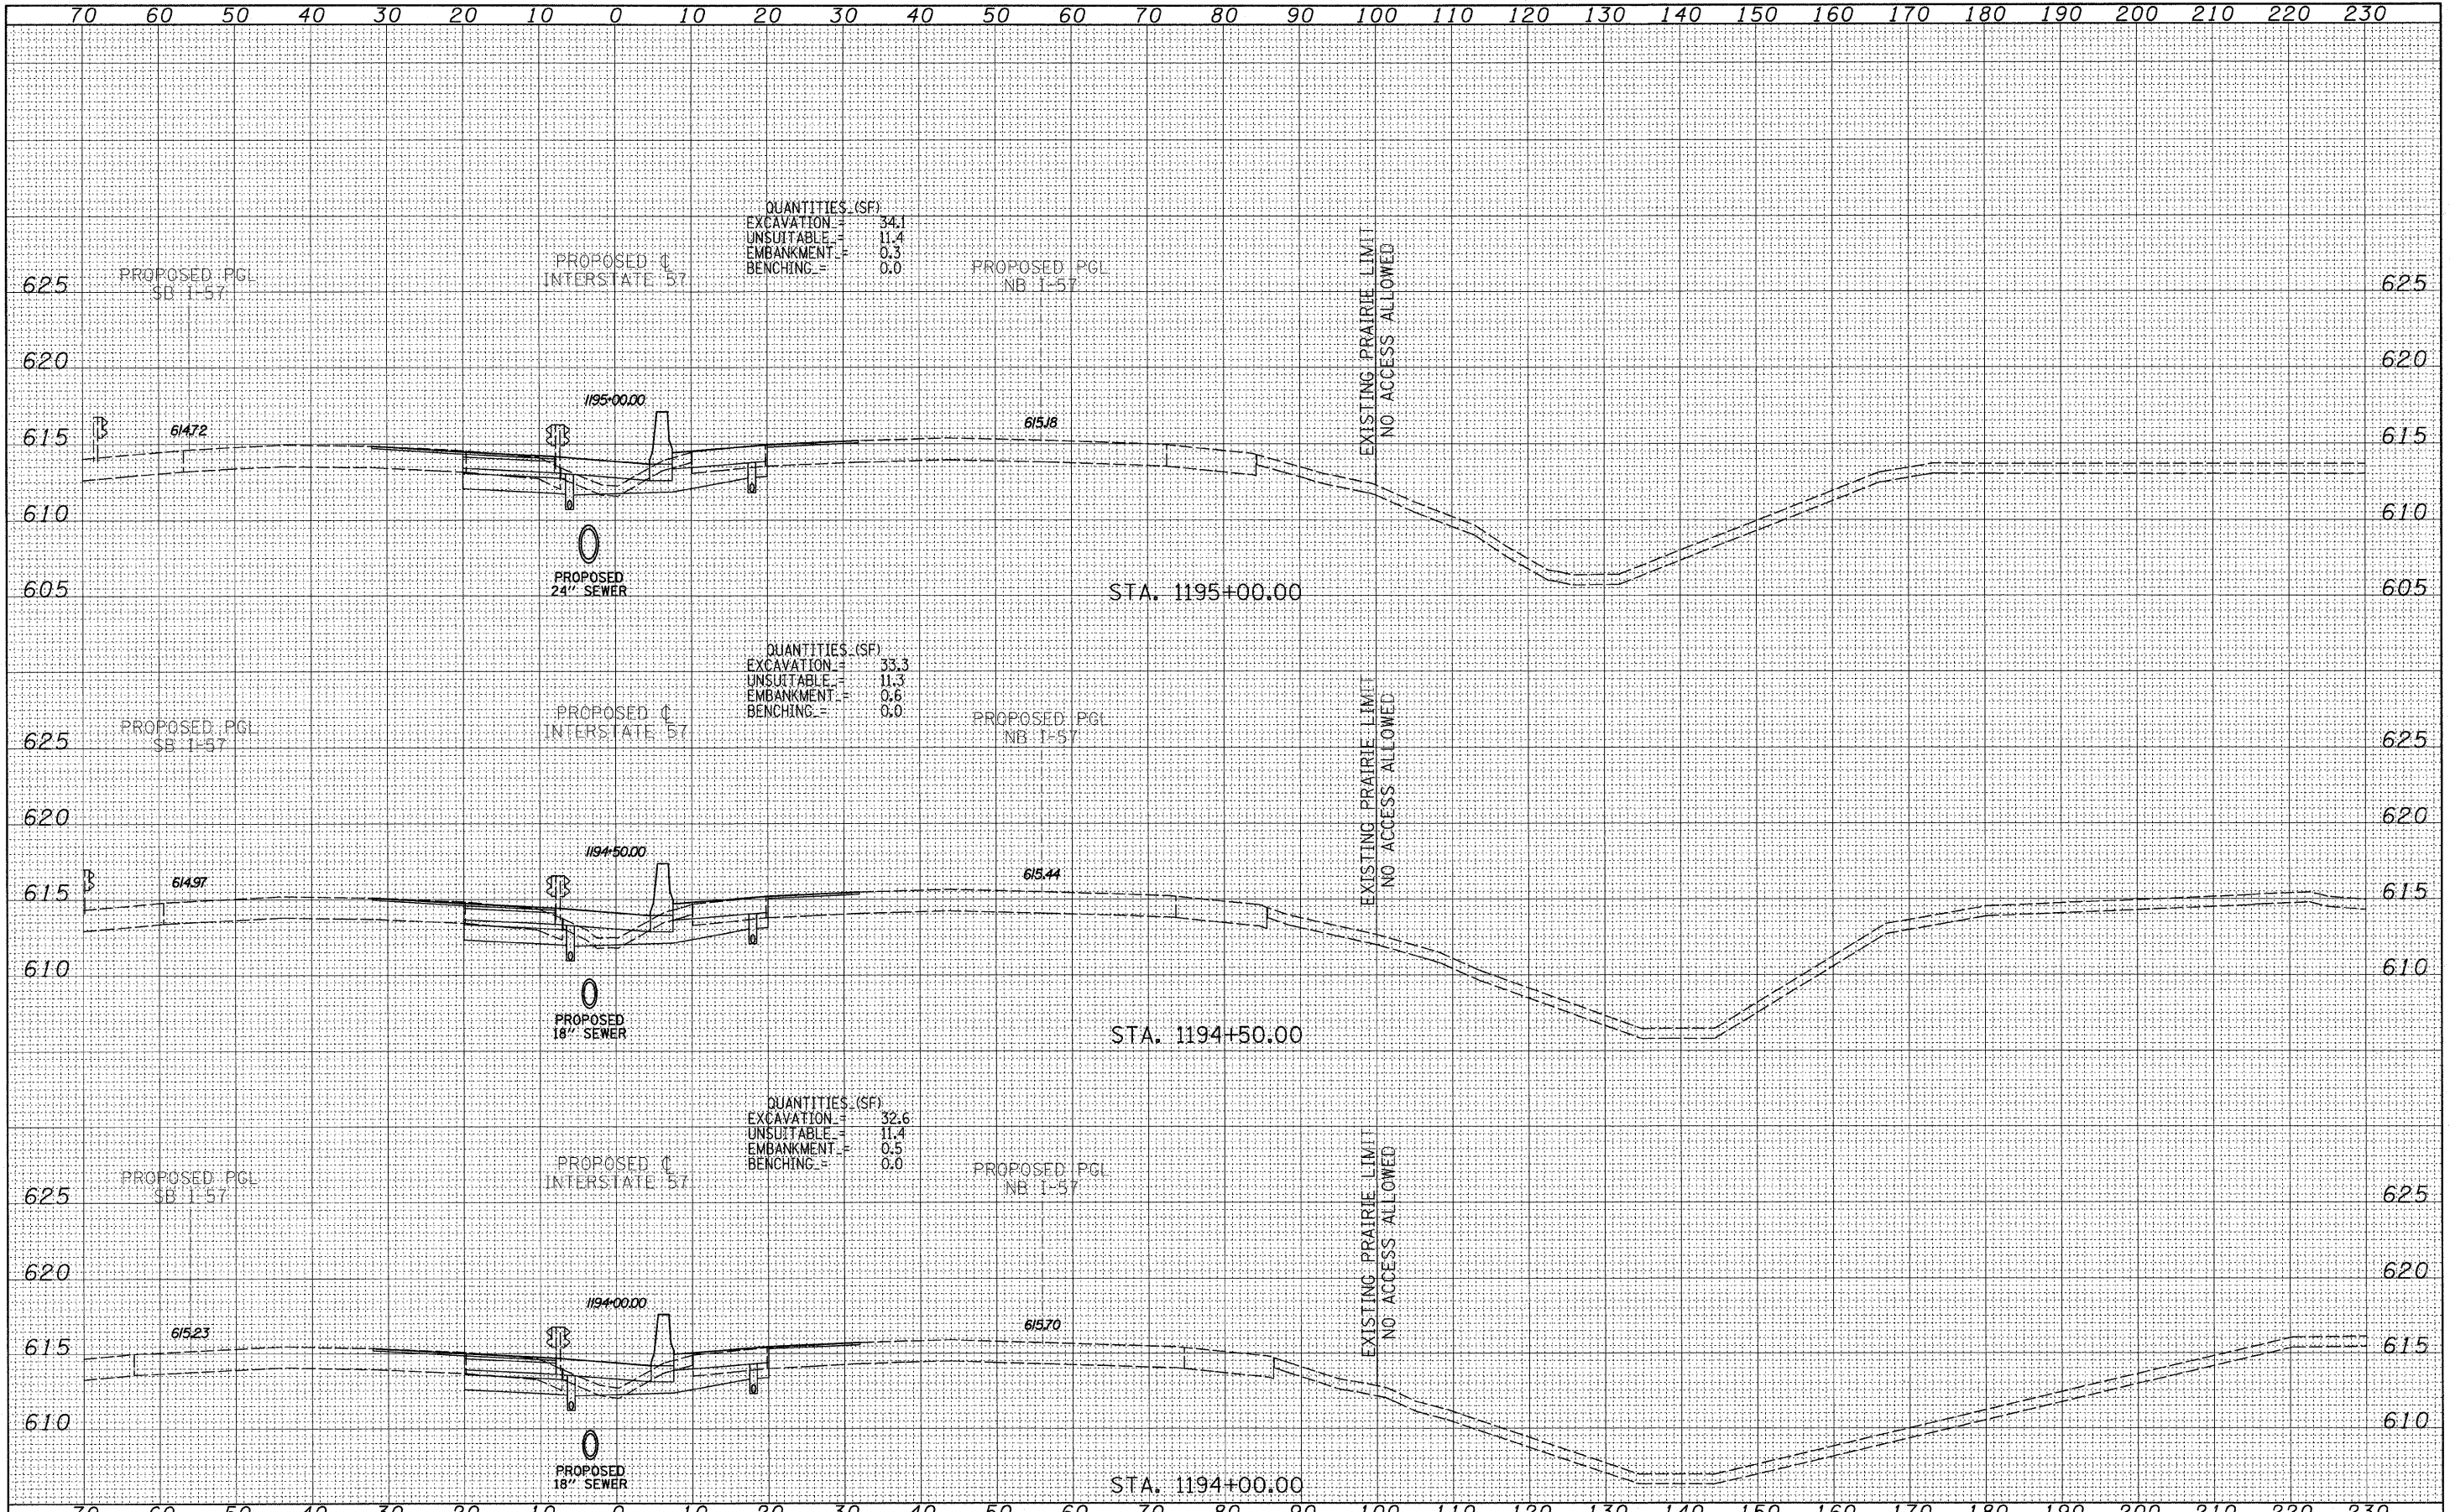 70 60 50 40 30 20 10 0 10 20 30 40 50 60 70 80 90 100 110 120 130 140 150 160 170 180 190 200 210 220 230
QUANTITIES (SF)
EXCAVATION = 34.1
UNSUITABLE = 11.4
EMBANKMENT = 0.3
BENCHING = 0.0
PROPOSED PGL
SB I-57
PROPOSED ℄
INTERSTATE 57
PROPOSED PGL
NB I-57
EXISTING PRAIRIE LIMIT
NO ACCESS ALLOWED
625 625
620 620
1195+00.00
614.72
615.18
615 615
610 610
PROPOSED
24" SEWER
605 605
STA. 1195+00.00
QUANTITIES (SF)
EXCAVATION = 33.3
UNSUITABLE = 11.3
EMBANKMENT = 0.6
BENCHING = 0.0
PROPOSED PGL
SB I-57
PROPOSED ℄
INTERSTATE 57
PROPOSED PGL
NB I-57
EXISTING PRAIRIE LIMIT
NO ACCESS ALLOWED
625 625
620 620
1194+50.00
614.97
615.44
615 615
610 610
PROPOSED
18" SEWER
STA. 1194+50.00
QUANTITIES (SF)
EXCAVATION = 32.6
UNSUITABLE = 11.4
EMBANKMENT = 0.5
BENCHING = 0.0
PROPOSED PGL
SB I-57
PROPOSED ℄
INTERSTATE 57
PROPOSED PGL
NB I-57
EXISTING PRAIRIE LIMIT
NO ACCESS ALLOWED
625 625
620 620
1194+00.00
615.23
615.70
615 615
610 610
PROPOSED
18" SEWER
STA. 1194+00.00
70 60 50 40 30 20 10 0 10 20 30 40 50 60 70 80 90 100 110 120 130 140 150 160 170 180 190 200 210 220 230